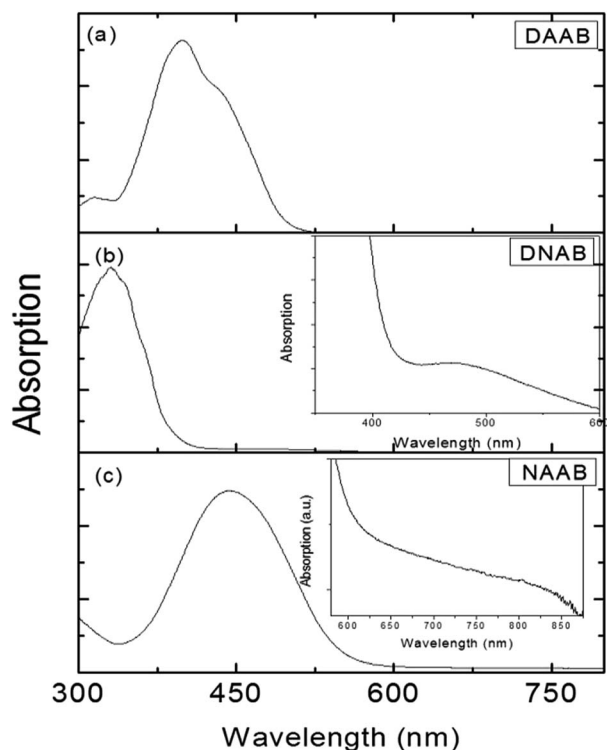 (a)
DAAB
(b)
DNAB
Absorption
400
500
600
Wavelength (nm)
(c)
NAAB
Absorption (a.u.)
600
650
700
750
800
850
Wavelength (nm)
Absorption
300
450
600
750
Wavelength (nm)